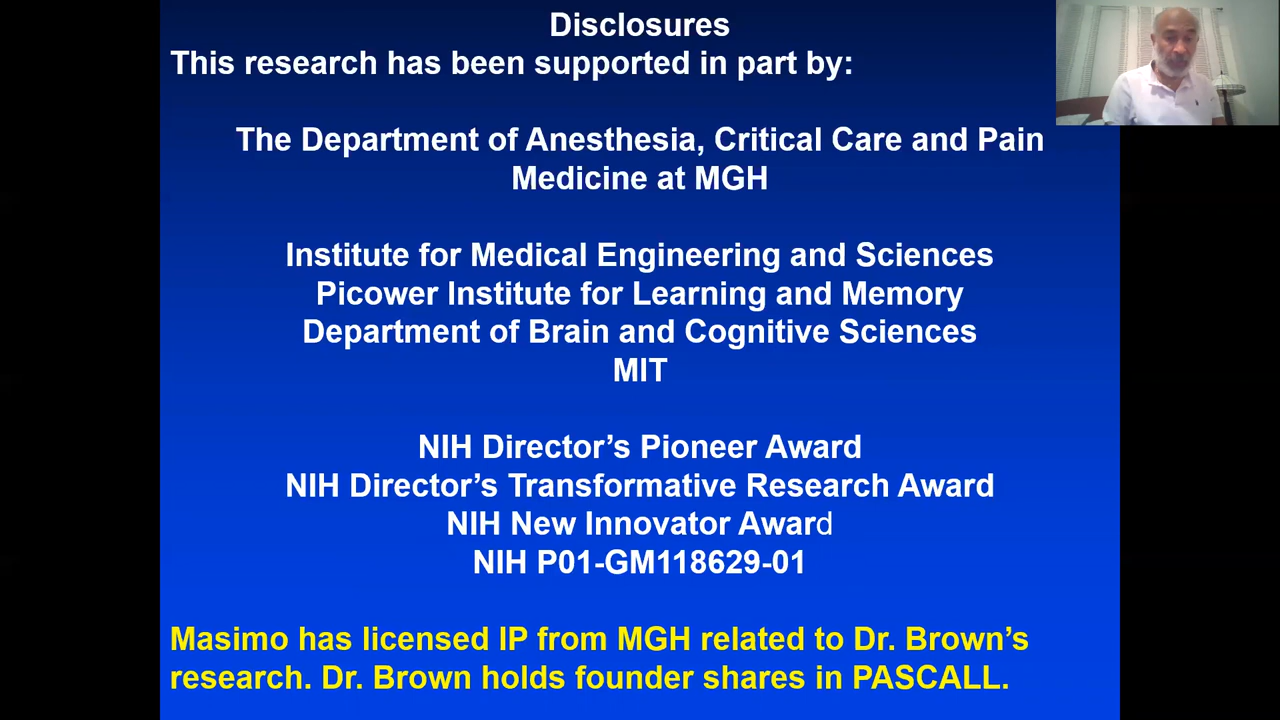 Disclosures
This research has been supported in part by:
The Department of Anesthesia, Critical Care and Pain
Medicine at MGH
Institute for Medical Engineering and Sciences
Picower Institute for Learning and Memory
Department of Brain and Cognitive Sciences
MIT
NIH Director’s Pioneer Award
NIH Director’s Transformative Research Award
NIH New Innovator Award
NIH P01-GM118629-01
Masimo has licensed IP from MGH related to Dr. Brown’s
research. Dr. Brown holds founder shares in PASCALL.